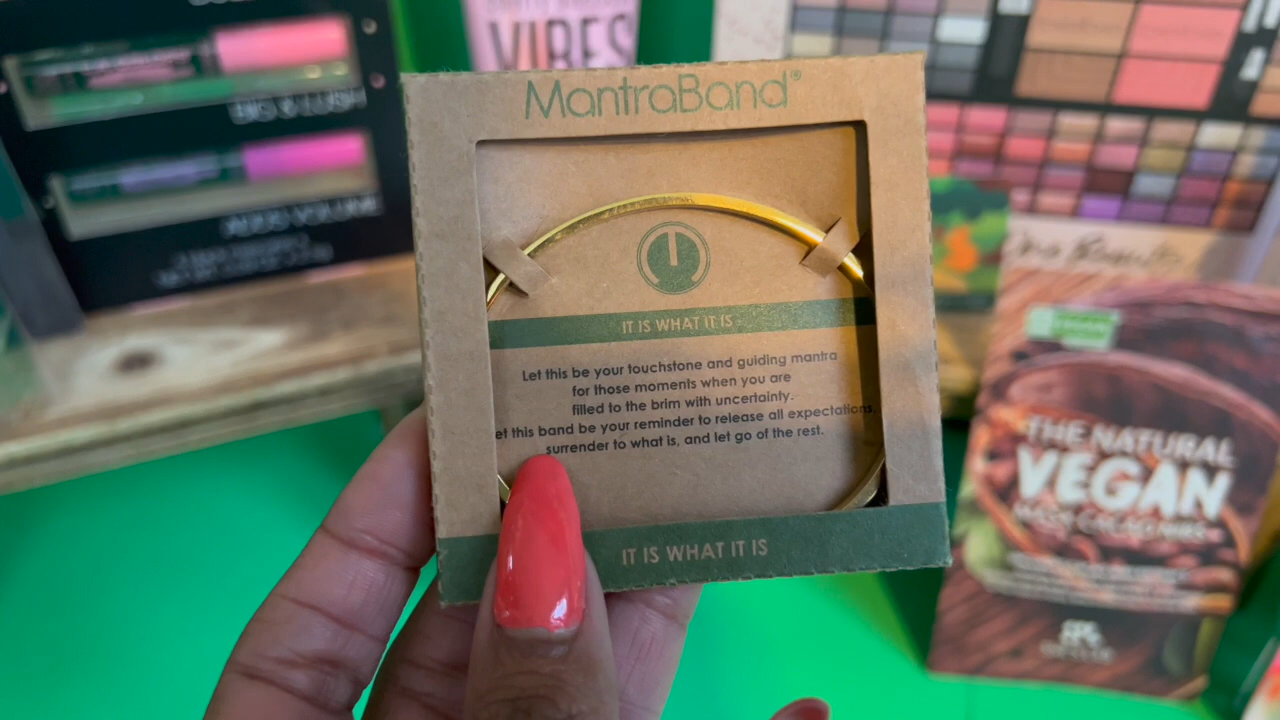 VIBES
MantraBand®
IT IS WHAT IT IS
Let this be your touchstone and guiding mantra
for those moments when you are
filled to the brim with uncertainty.
et this band be your reminder to release all expectations,
surrender to what is, and let go of the rest.
IT IS WHAT IT IS
BIG & LUSH
ADDS VOLUME
THE NATURAL
VEGAN